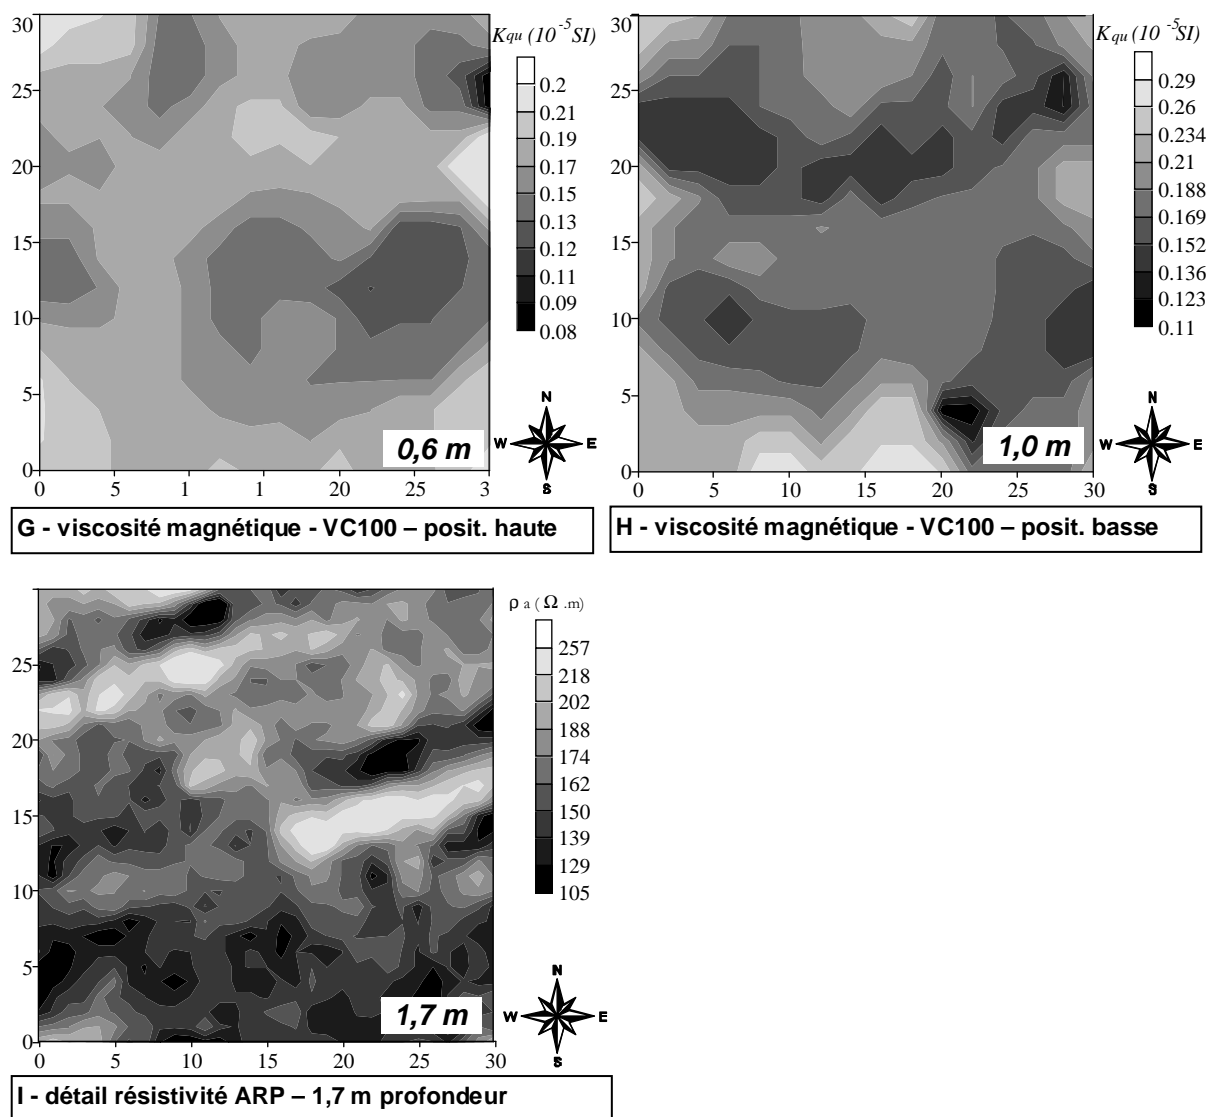 K qu (10 -5 SI)
0.2
0.21
0.19
0.17
0.15
0.13
0.12
0.11
0.09
0.08
30
25
20
15
10
5
0
0 5 1 1 20 25 3
N
W E
S
0,6 m
G - viscosité magnétique - VC100 – posit. haute
K qu (10 -5 SI)
0.29
0.26
0.234
0.21
0.188
0.169
0.152
0.136
0.123
0.11
30
25
20
15
10
5
0
0 5 10 15 20 25 30
N
W E
S
1,0 m
H - viscosité magnétique - VC100 – posit. basse
ρ a ( Ω .m)
257
218
202
188
174
162
150
139
129
105
25
20
15
10
5
0
0 5 10 15 20 25 30
N
W E
S
1,7 m
I - détail résistivité ARP – 1,7 m profondeur